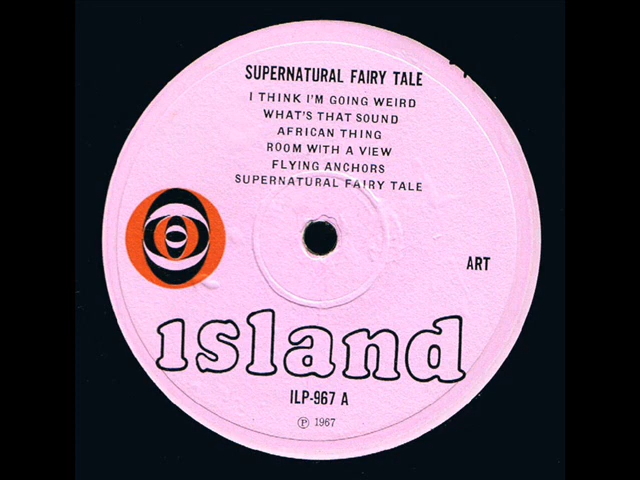 SUPERNATURAL FAIRY TALE
I THINK I'M GOING WEIRD
WHAT'S THAT SOUND
AFRICAN THING
ROOM WITH A VIEW
FLYING ANCHORS
SUPERNATURAL FAIRY TALE
ART
island
ILP-967 A
Ⓟ 1967